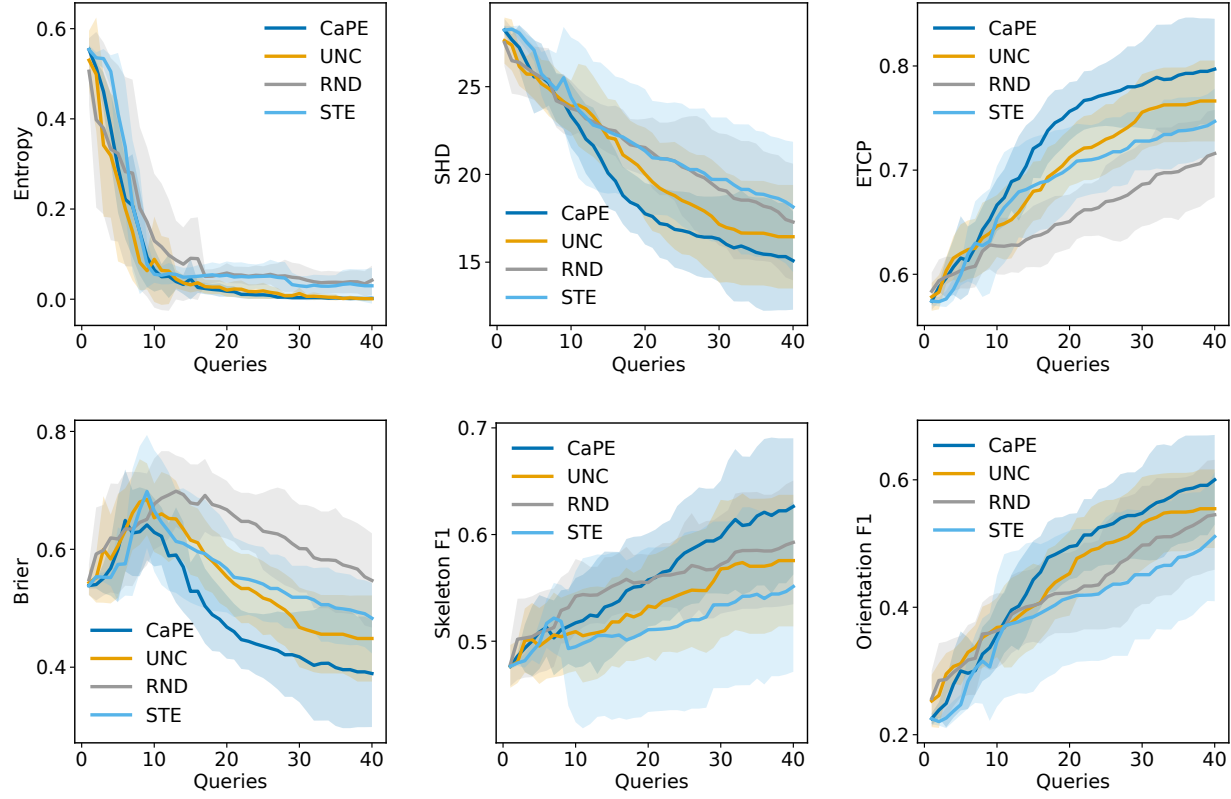 Entropy
0.6
0.4
0.2
0.0
CaPE
UNC
RND
STE
0 10 20 30 40
Queries
SHD
25
20
15
CaPE
UNC
RND
STE
0 10 20 30 40
Queries
ETCP
0.8
0.7
0.6
CaPE
UNC
RND
STE
0 10 20 30 40
Queries
Brier
0.8
0.6
0.4
CaPE
UNC
RND
STE
0 10 20 30 40
Queries
Skeleton F1
0.7
0.6
0.5
CaPE
UNC
RND
STE
0 10 20 30 40
Queries
Orientation F1
0.6
0.4
0.2
CaPE
UNC
RND
STE
0 10 20 30 40
Queries